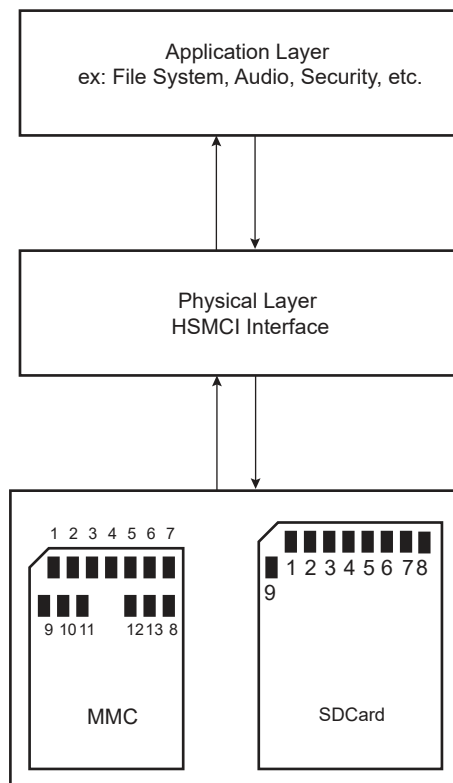 Application Layer
ex: File System, Audio, Security, etc.
Physical Layer
HSMCI Interface
1 2 3 4 5 6 7
9 10 11 12 13 8
MMC
1 2 3 4 5 6 7 8
9
SDCard